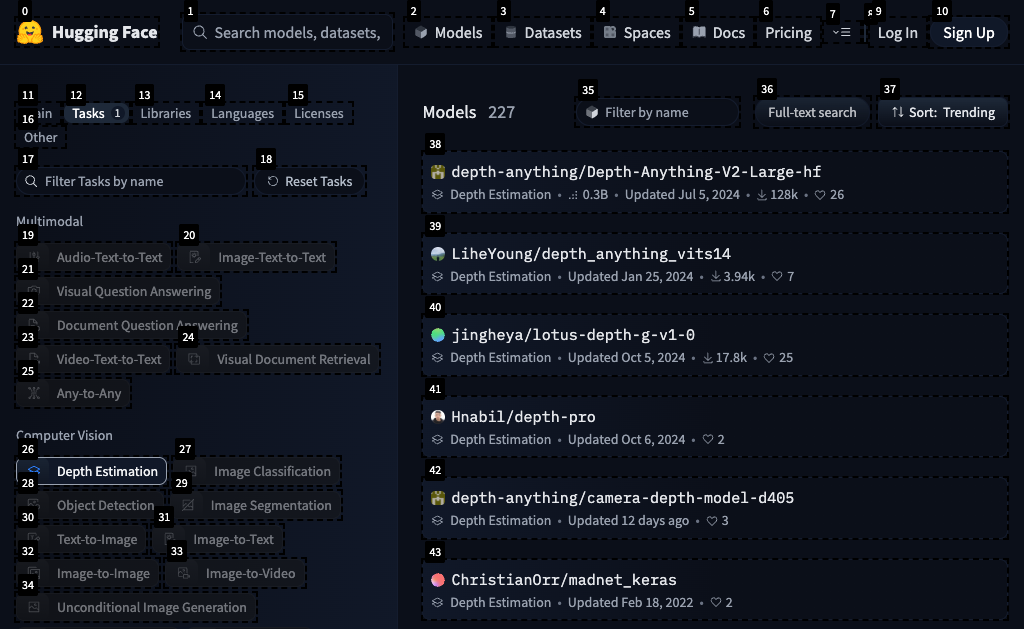 0 1 2 3 4 5 6 7 8 9 10
Hugging Face Search models, datasets, Models Datasets Spaces Docs Pricing Log In Sign Up
11 12 13 14 15
Tasks 1 Libraries Languages Licenses
16
Other
17 18
Filter Tasks by name Reset Tasks
Multimodal
19 20
Audio-Text-to-Text Image-Text-to-Text
21
Visual Question Answering
22
Document Question Answering
23 24
Video-Text-to-Text Visual Document Retrieval
25
Any-to-Any
Computer Vision
26 27
Depth Estimation Image Classification
28 29
Object Detection Image Segmentation
30 31
Text-to-Image Image-to-Text
32 33
Image-to-Image Image-to-Video
34
Unconditional Image Generation
35 36 37
Models 227 Filter by name Full-text search Sort: Trending
38
depth-anything/Depth-Anything-V2-Large-hf
Depth Estimation • 0.3B • Updated Jul 5, 2024 • 128k • 26
39
LiheYoung/depth_anything_vits14
Depth Estimation • Updated Jan 25, 2024 • 3.94k • 7
40
jingheya/lotus-depth-g-v1-0
Depth Estimation • Updated Oct 5, 2024 • 17.8k • 25
41
Hnabil/depth-pro
Depth Estimation • Updated Oct 6, 2024 • 2
42
depth-anything/camera-depth-model-d405
Depth Estimation • Updated 12 days ago • 3
43
ChristianOrr/madnet_keras
Depth Estimation • Updated Feb 18, 2022 • 2